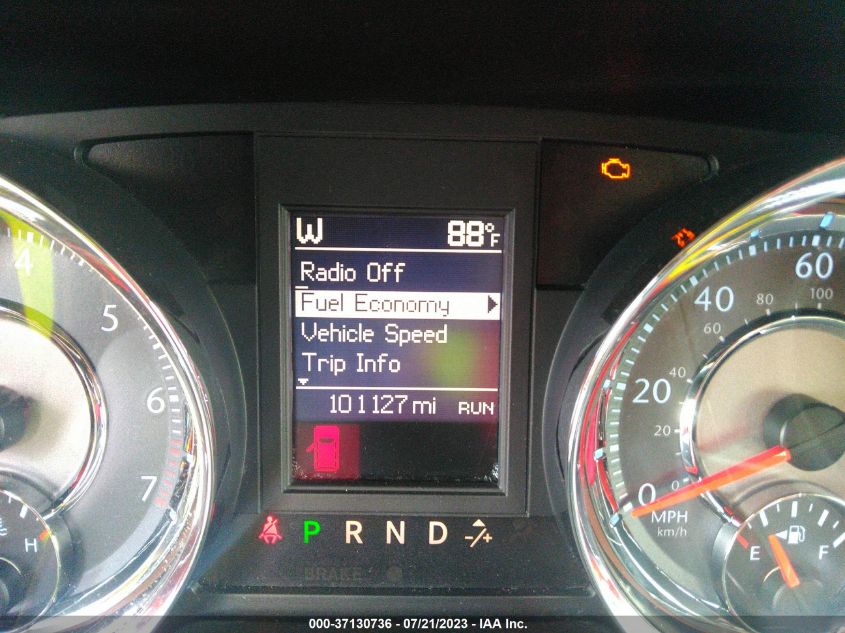 W 88°F
Radio Off
Fuel Economy
Vehicle Speed
Trip Info
101127 mi RUN
P R N D -/+
BRAKE
4
5
6
7
H
0
20
40
60
MPH
0
20
40
60
80
100
km/h
E F
000-37130736 - 07/21/2023 - IAA Inc.